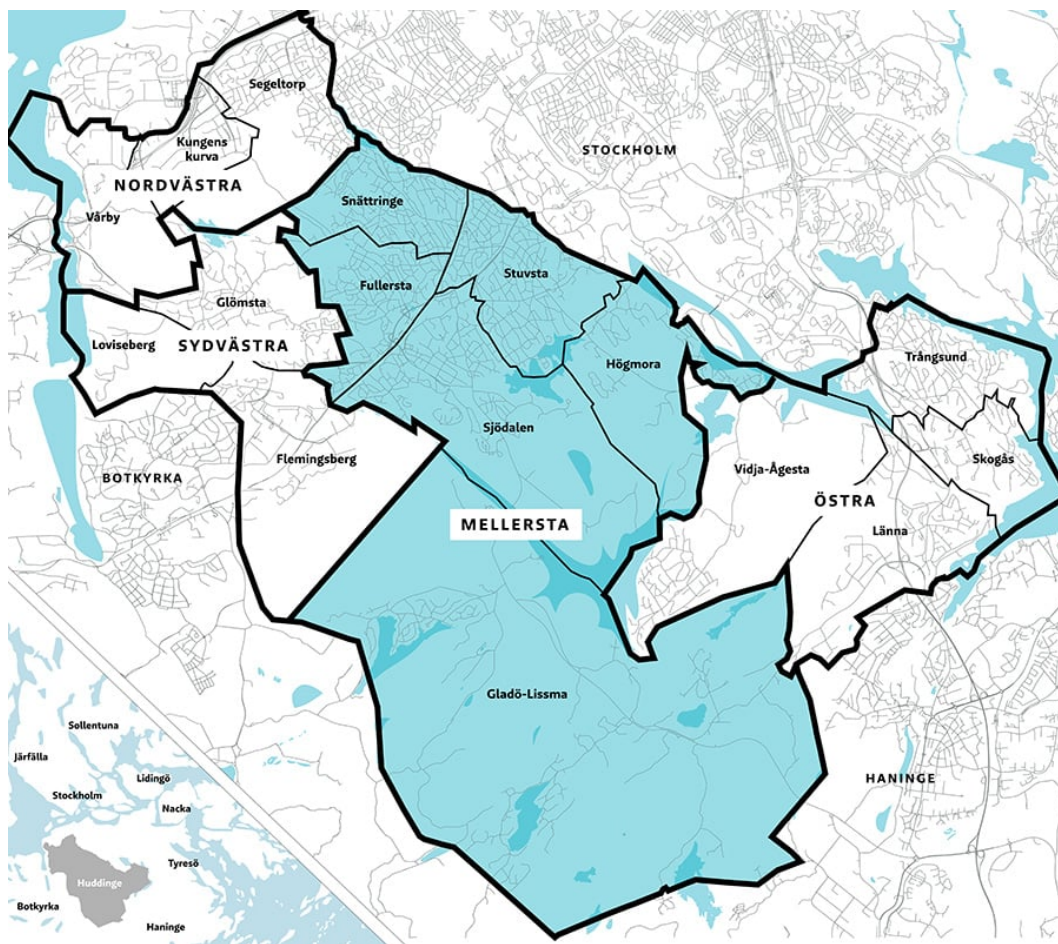 Segeltorp
Kungens
kurva
STOCKHOLM
NORDVÄSTRA
Snättringe
Vårby
Stuvsta
Fullersta
Glömsta
Loviseberg
SYDVÄSTRA
Högmora
Trångsund
Sjödalen
Flemingsberg
Skogås
Vidja-Ågesta
BOTKYRKA
ÖSTRA
MELLERSTA
Länna
Gladö-Lissma
HANINGE
Sollentuna
Järfälla
Lidingö
Stockholm
Nacka
Tyresö
Huddinge
Botkyrka
Haninge